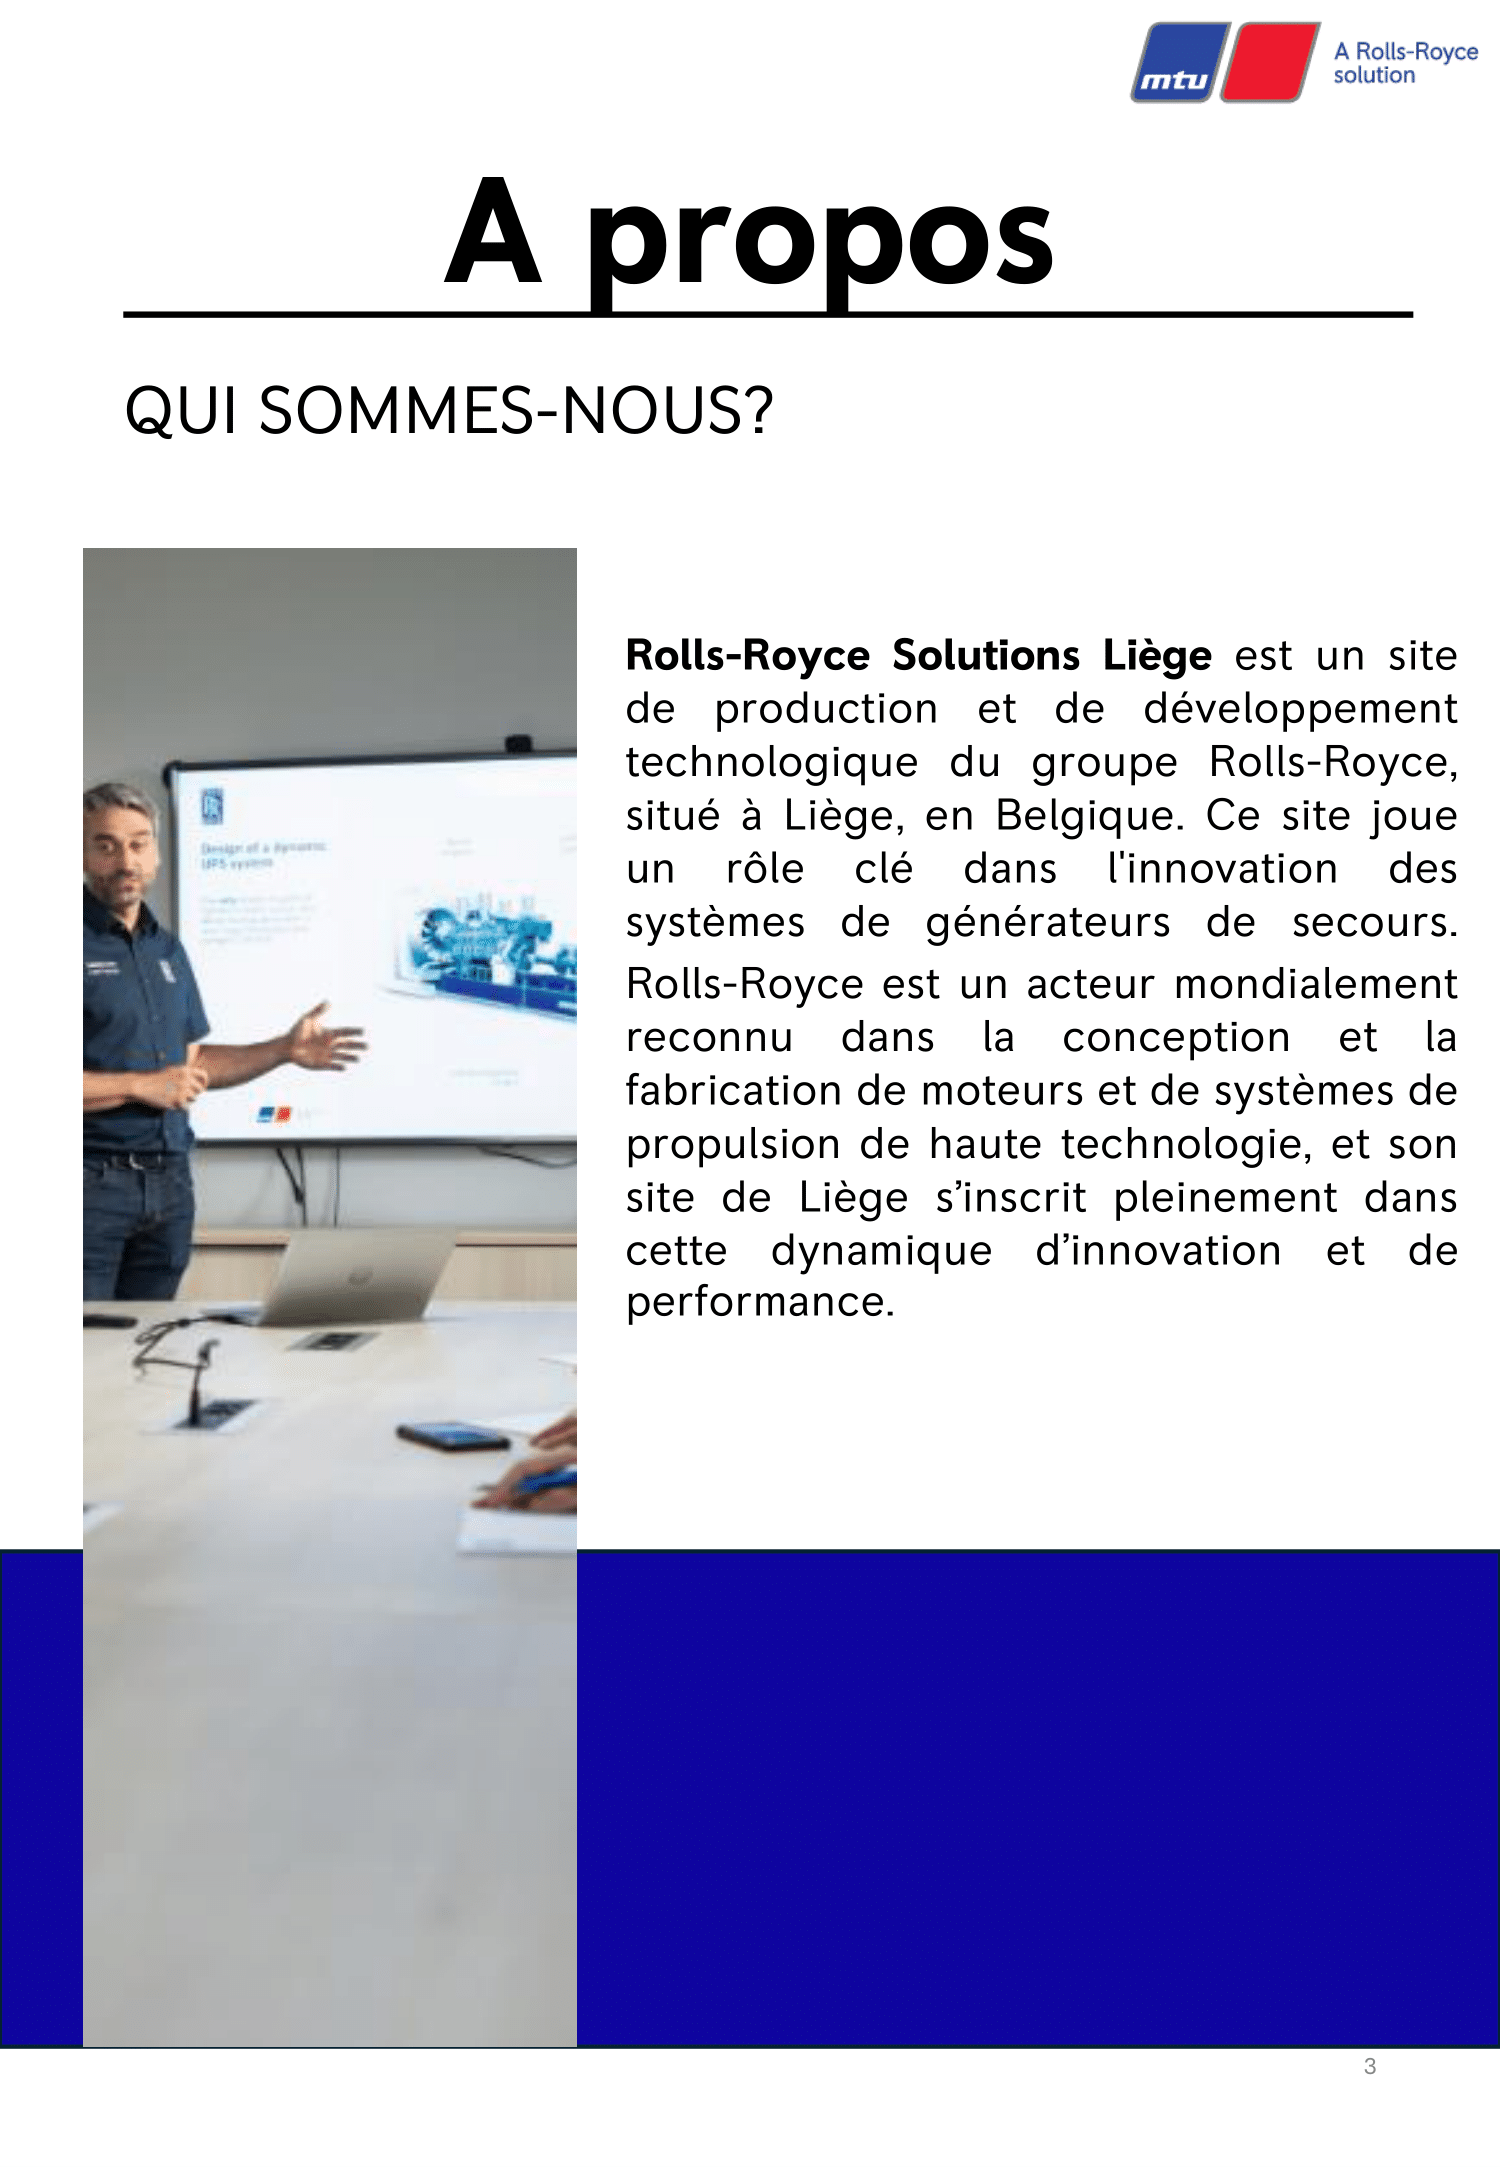 mtu
A Rolls-Royce
solution
A propos
QUI SOMMES-NOUS?
Design of a dynamic
UPS system
Rolls-Royce Solutions Liège est un site
de production et de développement
technologique du groupe Rolls-Royce,
situé à Liège, en Belgique. Ce site joue
un rôle clé dans l'innovation des
systèmes de générateurs de secours.
Rolls-Royce est un acteur mondialement
reconnu dans la conception et la
fabrication de moteurs et de systèmes de
propulsion de haute technologie, et son
site de Liège s’inscrit pleinement dans
cette dynamique d’innovation et de
performance.
3